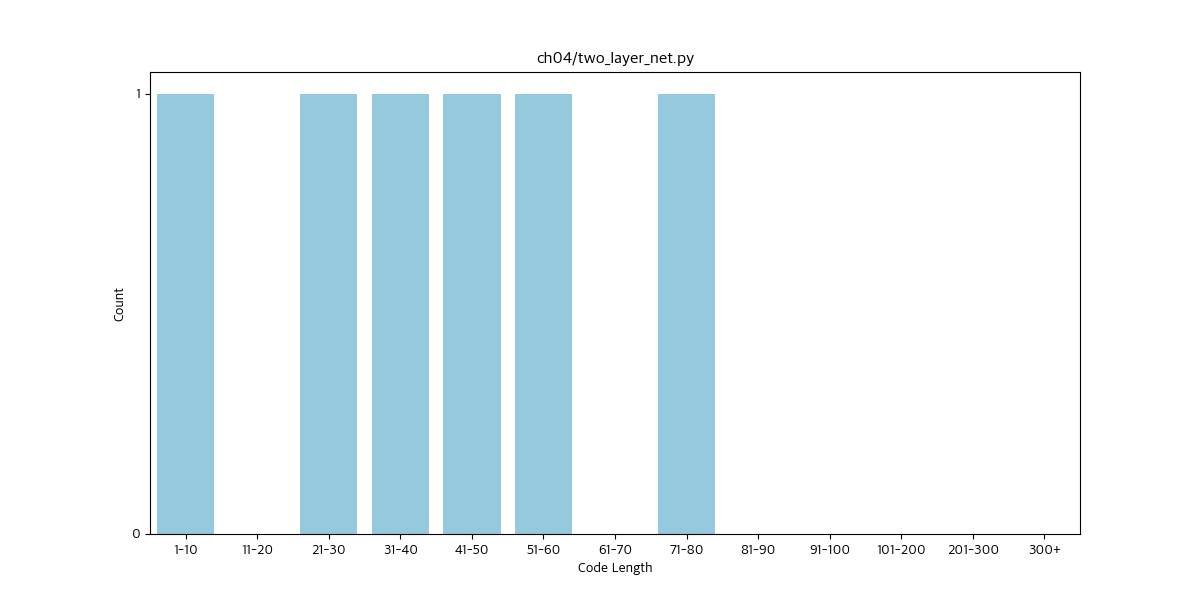 ch04/two_layer_net.py
Count
1
0
1-10 11-20 21-30 31-40 41-50 51-60 61-70 71-80 81-90 91-100 101-200 201-300 300+
Code Length